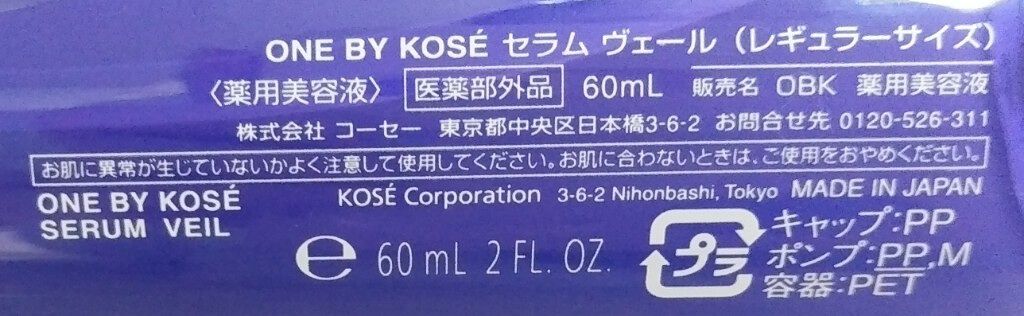 ONE BY KOSÉ セラム ヴェール（レギュラーサイズ）
〈薬用美容液〉 医薬部外品 60mL 販売名 OBK 薬用美容液
株式会社 コーセー 東京都中央区日本橋3-6-2 お問合せ先 0120-526-311
お肌に異常が生じていないかよく注意して使用してください。お肌に合わないときは、ご使用をおやめください。
ONE BY KOSÉ KOSÉ Corporation 3-6-2 Nihonbashi, Tokyo MADE IN JAPAN
SERUM VEIL
℮ 60 mL 2 FL. OZ.
プラ
キャップ:PP
ポンプ:PP,M
容器:PET